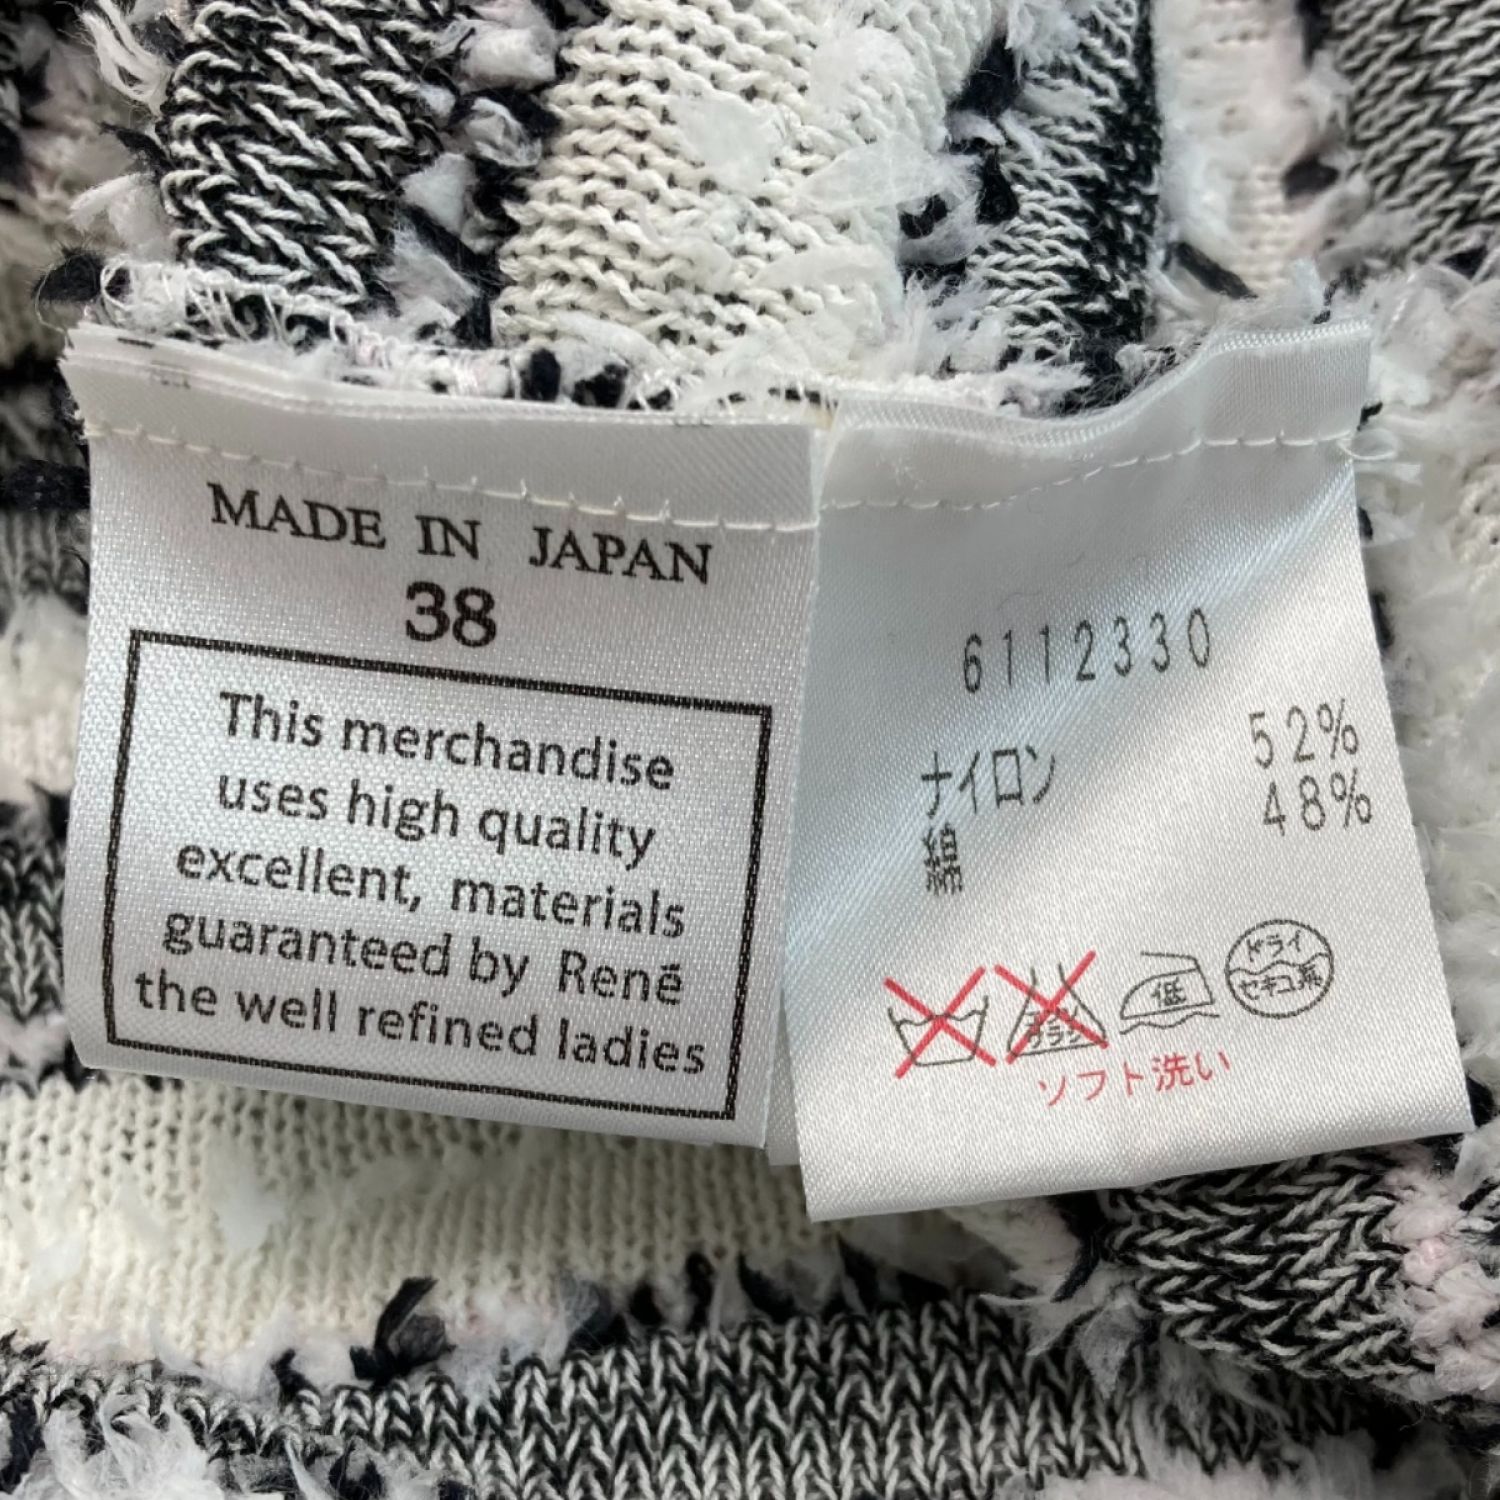 MADE IN JAPAN
38
This merchandise
uses high quality
excellent, materials
guaranteed by René
the well refined ladies
6112330
ナイロン 52%
綿 48%
低
ドライ
セキユ系
ソフト洗い